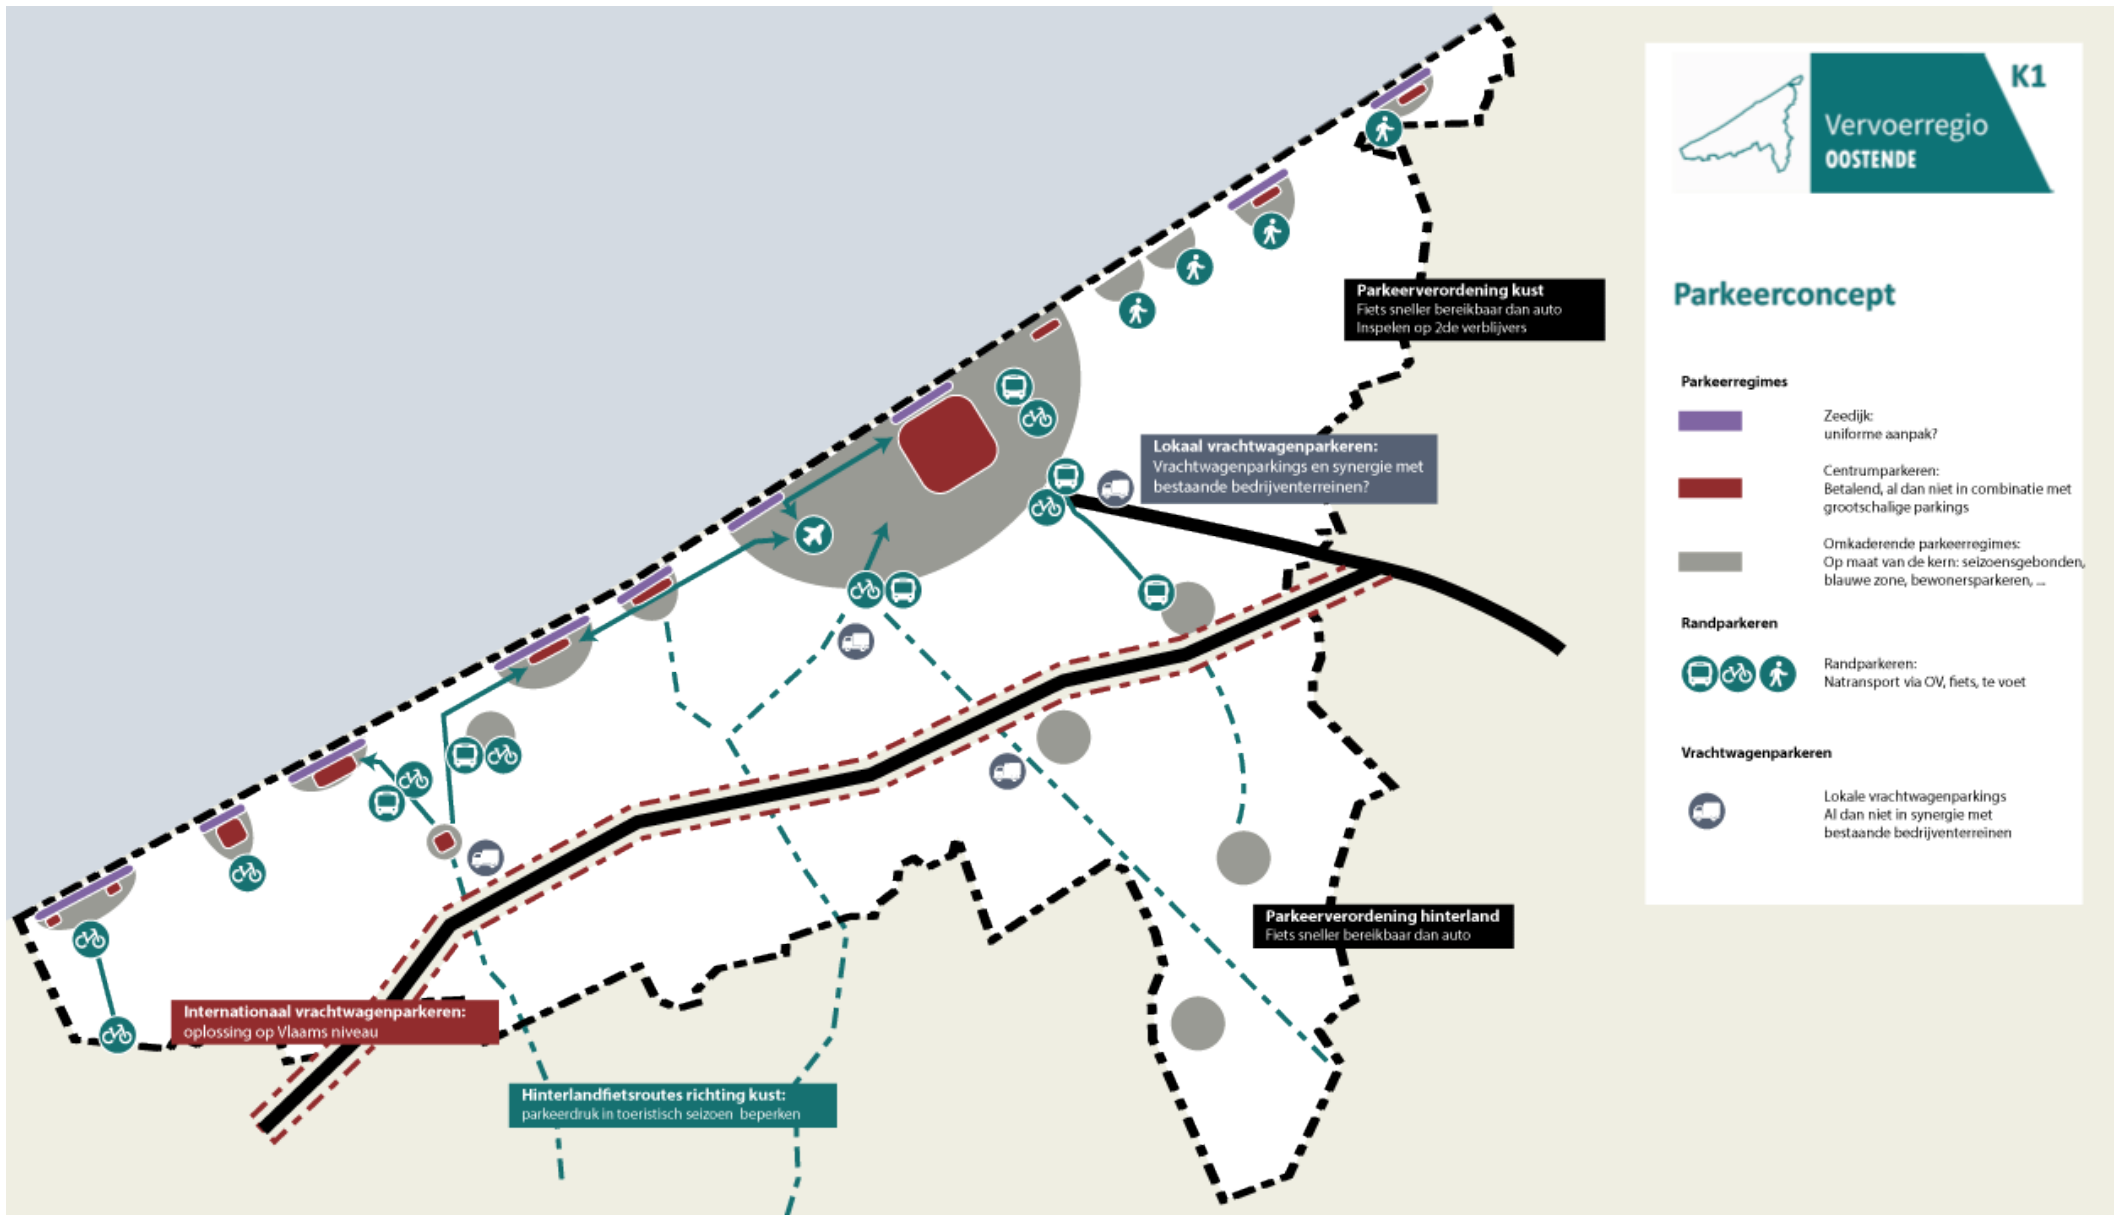 K1
Vervoerregio
OOSTENDE
Parkeerconcept
Parkeerregimes
Zeedijk:
uniforme aanpak?
Centrumparkeren:
Betalend, al dan niet in combinatie met
grootschalige parkings
Omkaderende parkeerregimes:
Op maat van de kern: seizoensgebonden,
blauwe zone, bewonersparkeren, ...
Randparkeren
Randparkeren:
Natransport via OV, fiets, te voet
Vrachtwagenparkeren
Lokale vrachtwagenparkings
Al dan niet in synergie met
bestaande bedrijventerreinen
Parkeerverordening kust
Fiets sneller bereikbaar dan auto
Inspelen op 2de verblijvers
Lokaal vrachtwagenparkeren:
Vrachtwagenparkings en synergie met
bestaande bedrijventerreinen?
Parkeerverordening hinterland
Fiets sneller bereikbaar dan auto
Internationaal vrachtwagenparkeren:
oplossing op Vlaams niveau
Hinterlandfietsroutes richting kust:
parkeerdruk in toeristisch seizoen beperken